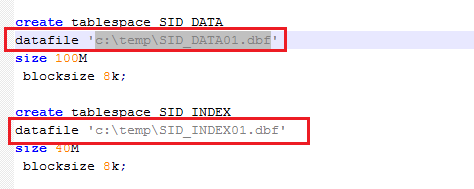 create tablespace SID_DATA
datafile 'c:\temp\SID_DATA01.dbf'
size 100M
blocksize 8k;
create tablespace SID_INDEX
datafile 'c:\temp\SID_INDEX01.dbf'
size 40M
blocksize 8k;